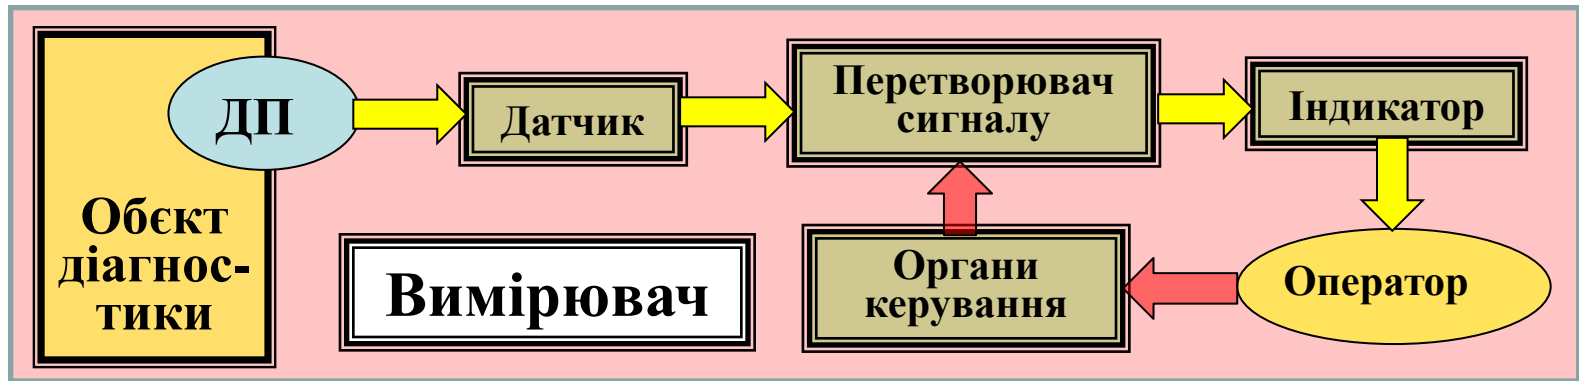 ДП
Датчик
Перетворювач
сигналу
Індикатор
Обєкт
діагнос-
тики
Вимірювач
Органи
керування
Оператор